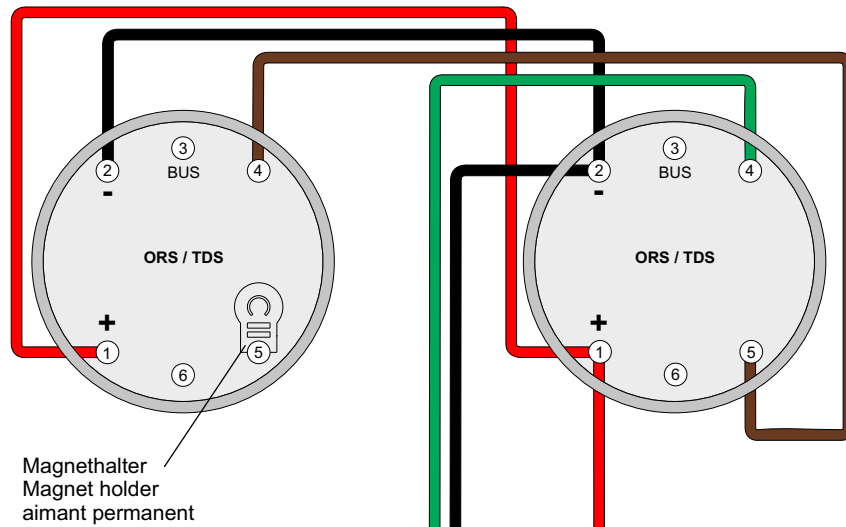 3
BUS
2
4
-
ORS / TDS
+
1
5
6
Magnethalter
Magnet holder
aimant permanent
3
BUS
2
4
-
ORS / TDS
+
1
5
6